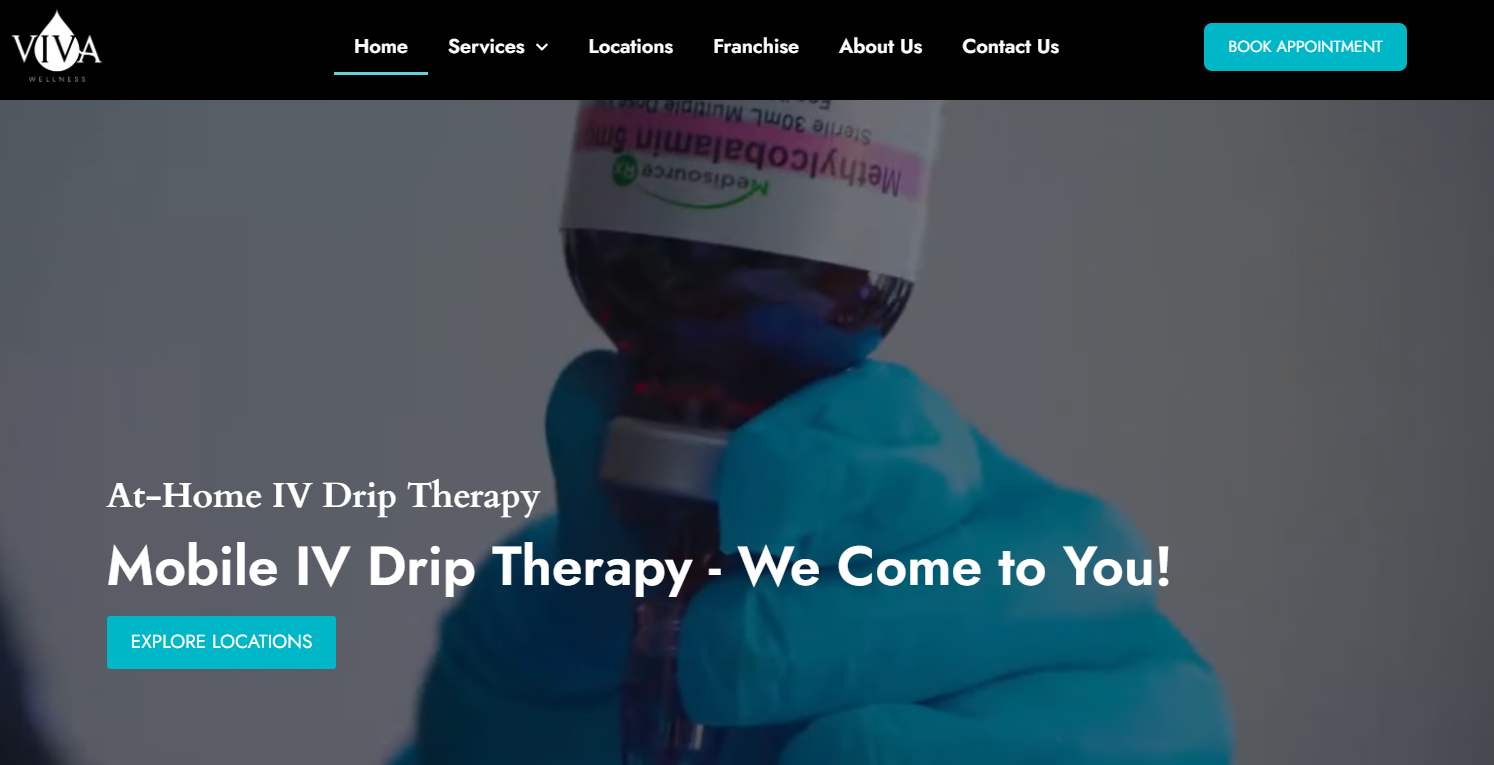 VIVA
WELLNESS
Home
Services
Locations
Franchise
About Us
Contact Us
BOOK APPOINTMENT
Sterile 30mL Multiple Dose
Methylcobalamin 5mg
Medisource Rx
At-Home IV Drip Therapy
Mobile IV Drip Therapy - We Come to You!
EXPLORE LOCATIONS